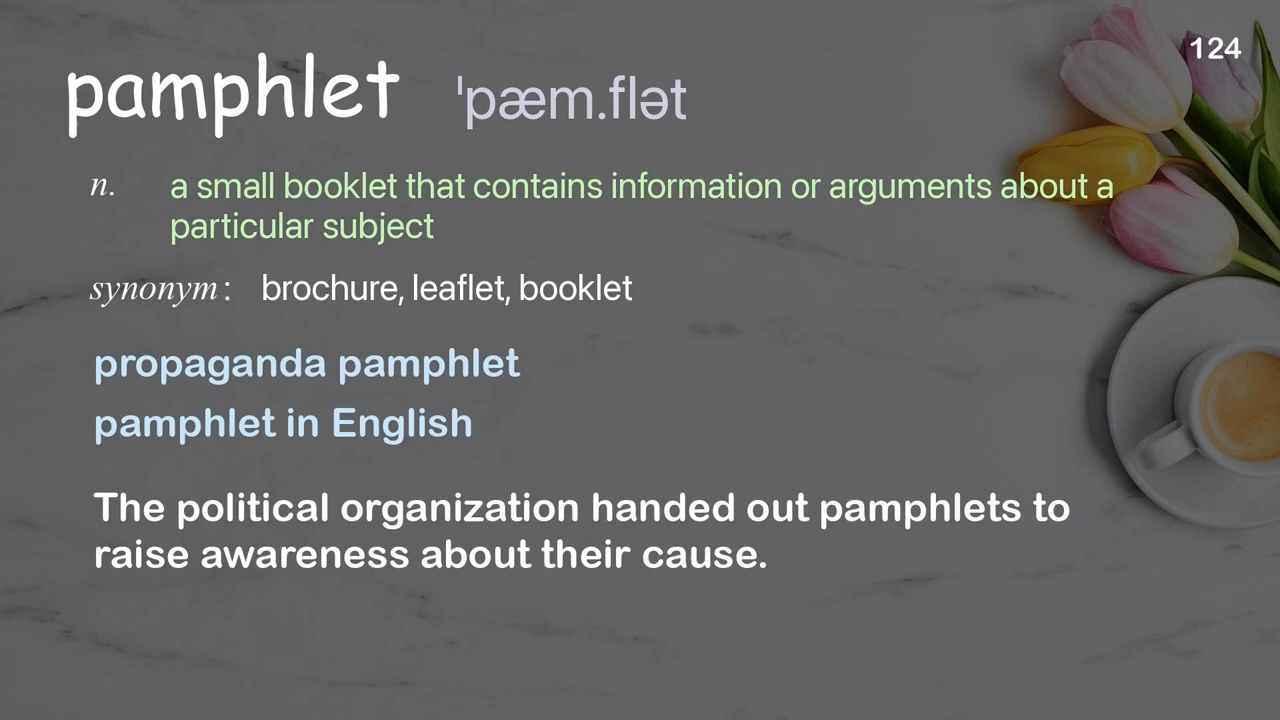 124
pamphlet ˈpæm.flət
n. a small booklet that contains information or arguments about a
particular subject
synonym: brochure, leaflet, booklet
propaganda pamphlet
pamphlet in English
The political organization handed out pamphlets to
raise awareness about their cause.